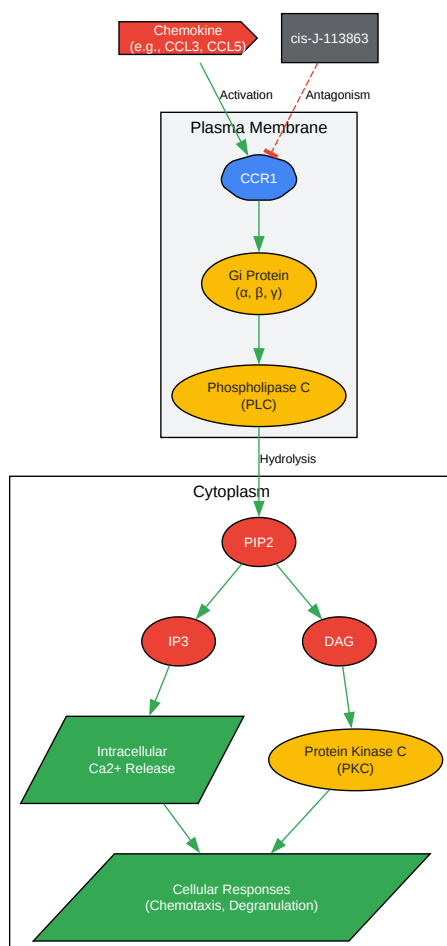 Chemokine
(e.g., CCL3, CCL5)
cis-J-113863
Activation
Antagonism
Plasma Membrane
CCR1
Gi Protein
(α, β, γ)
Phospholipase C
(PLC)
Hydrolysis
Cytoplasm
PIP2
IP3
DAG
Intracellular
Ca2+ Release
Protein Kinase C
(PKC)
Cellular Responses
(Chemotaxis, Degranulation)